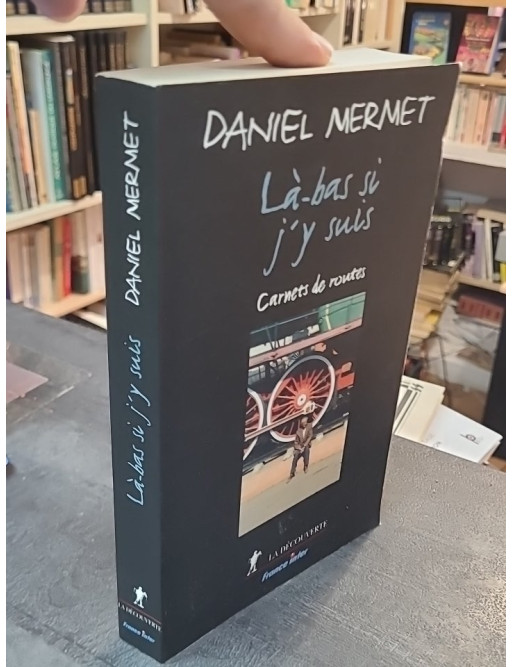 DANIEL MERMET
Là-bas si
j'y suis
Carnets de routes
LA DÉCOUVERTE
France inter
Là-bas si j'y suis DANIEL MERMET
LA DÉCOUVERTE
France inter